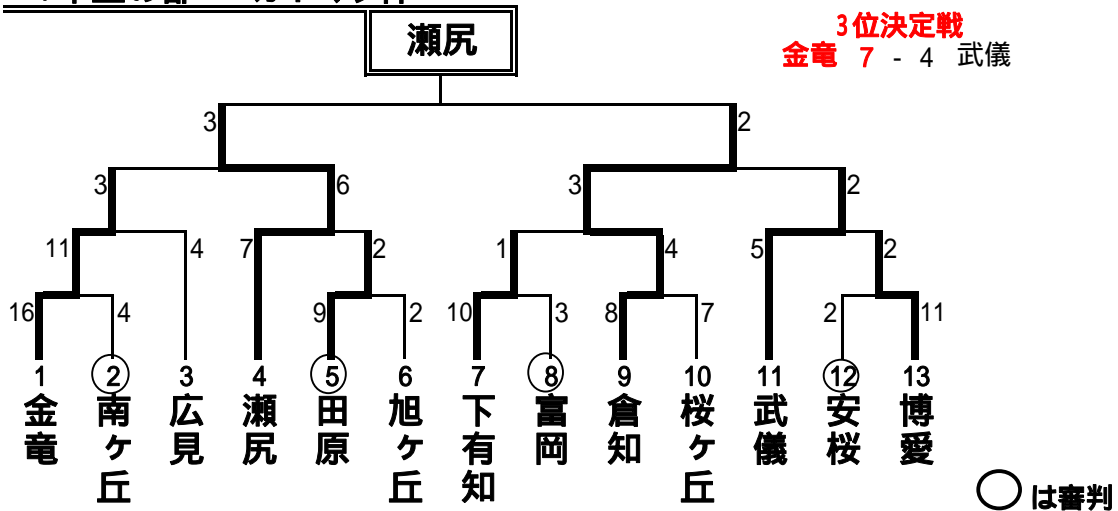 瀬尻
3位決定戦
金竜 7 - 4 武儀
3 2
3 6 3 2
11 4 7 2 1 4 5 2
16 4 9 2 10 3 8 7 2 11
1 2 3 4 5 6 7 8 9 10 11 12 13
金竜 南ヶ丘 広見 瀬尻 田原 旭ヶ丘 下有知 富岡 倉知 桜ヶ丘 武儀 安桜 博愛
◯は審判